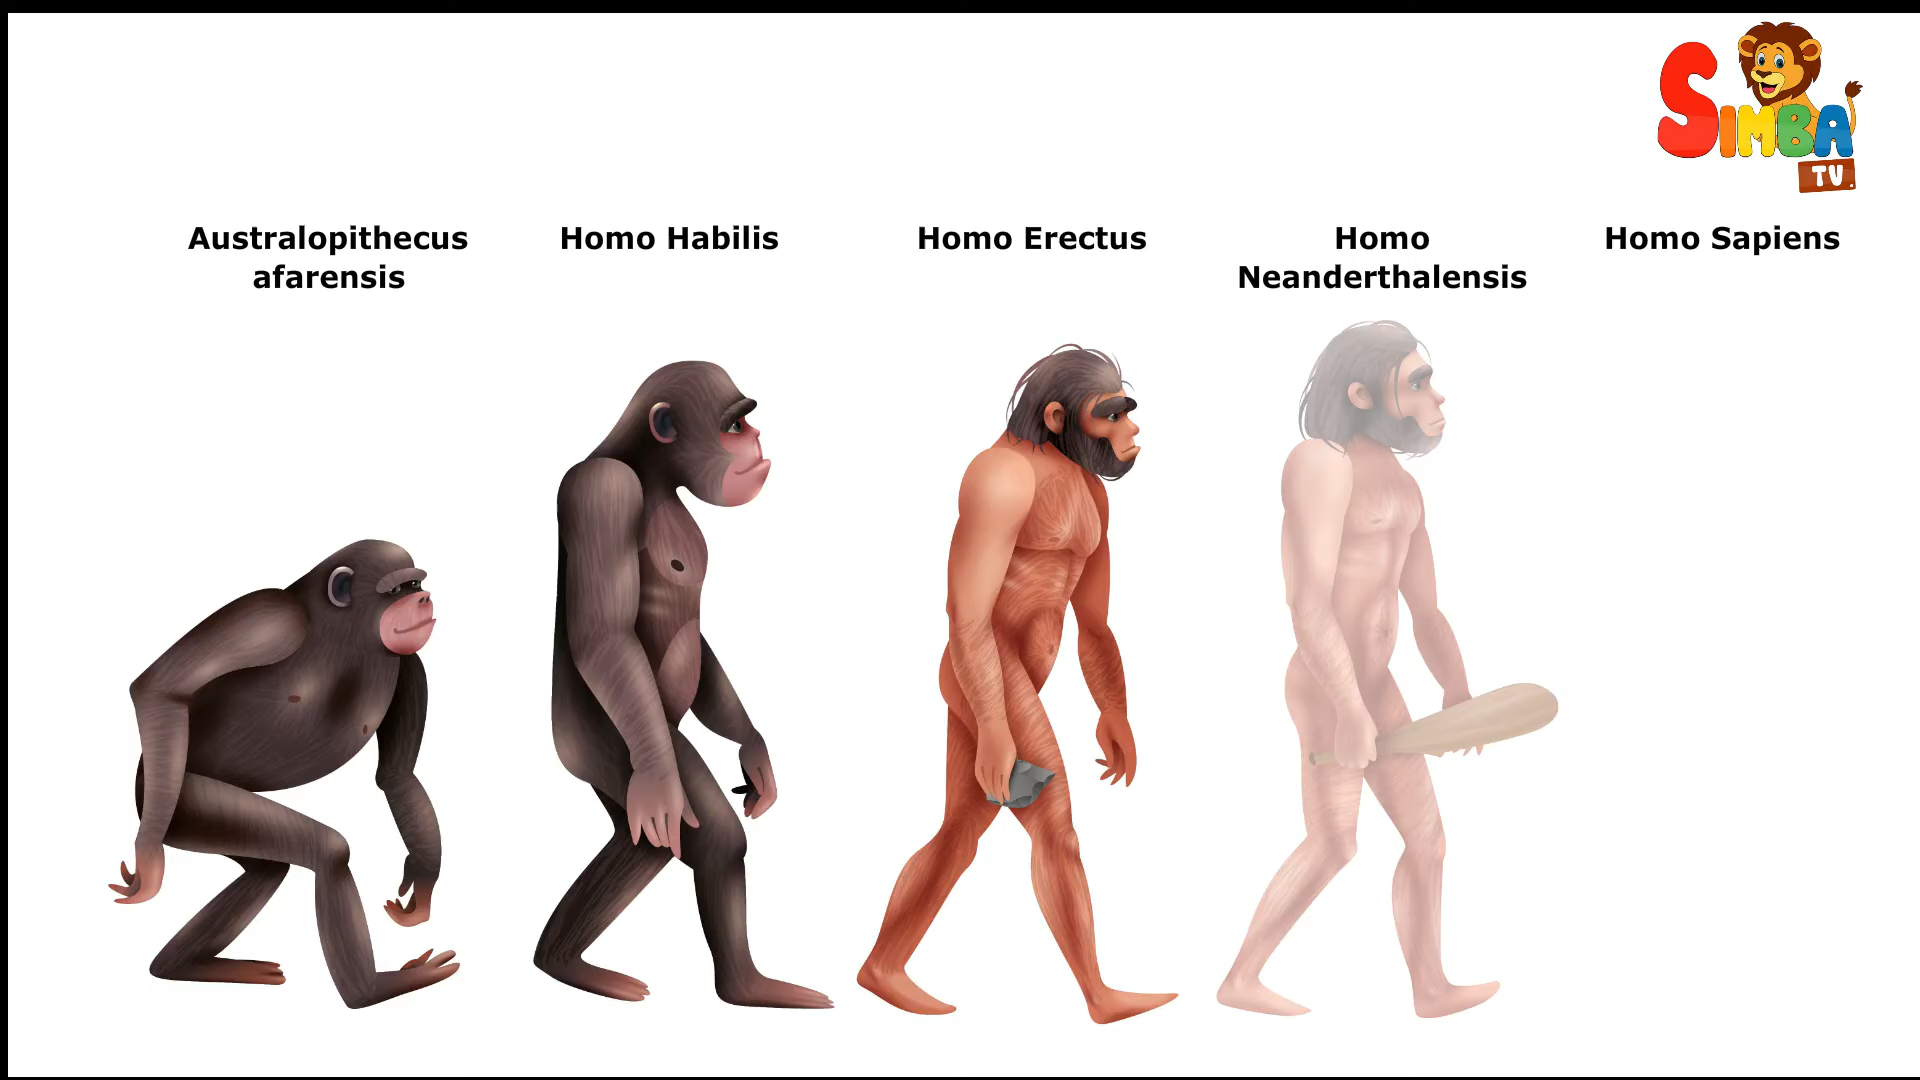 SIMBA
TV.
Australopithecus
afarensis
Homo Habilis
Homo Erectus
Homo
Neanderthalensis
Homo Sapiens